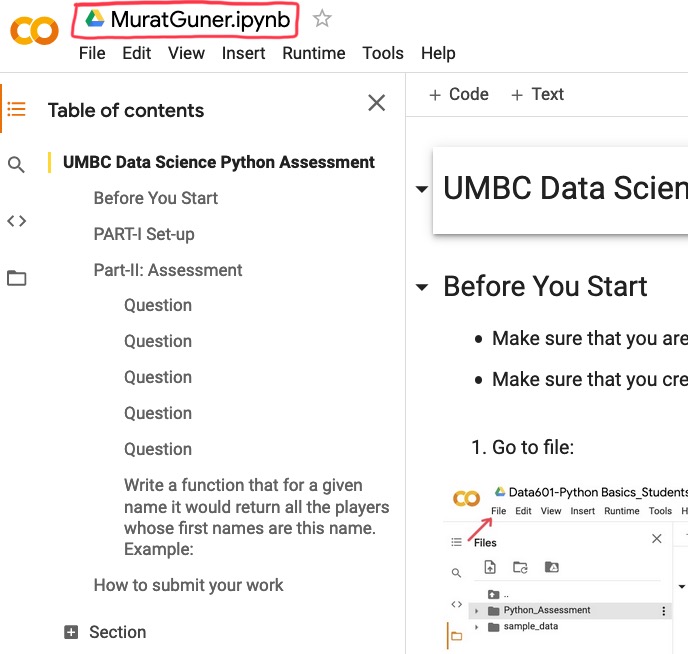 MuratGuner.ipynb
File Edit View Insert Runtime Tools Help
Table of contents
+ Code + Text
UMBC Data Science Python Assessment
Before You Start
PART-I Set-up
Part-II: Assessment
Question
Question
Question
Question
Question
Write a function that for a given
name it would return all the players
whose first names are this name.
Example:
How to submit your work
Section
UMBC Data Scien
Before You Start
• Make sure that you are
• Make sure that you cre
1. Go to file:
Data601-Python Basics_Students
File Edit View Insert Runtime Tools H
Files
..
Python_Assessment
sample_data